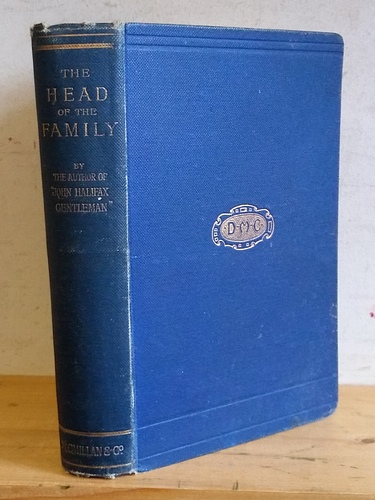 THE
HEAD
OF THE
FAMILY
BY
THE AUTHOR OF
"JOHN HALIFAX
GENTLEMAN"
MACMILLAN & Co.
D·M·C